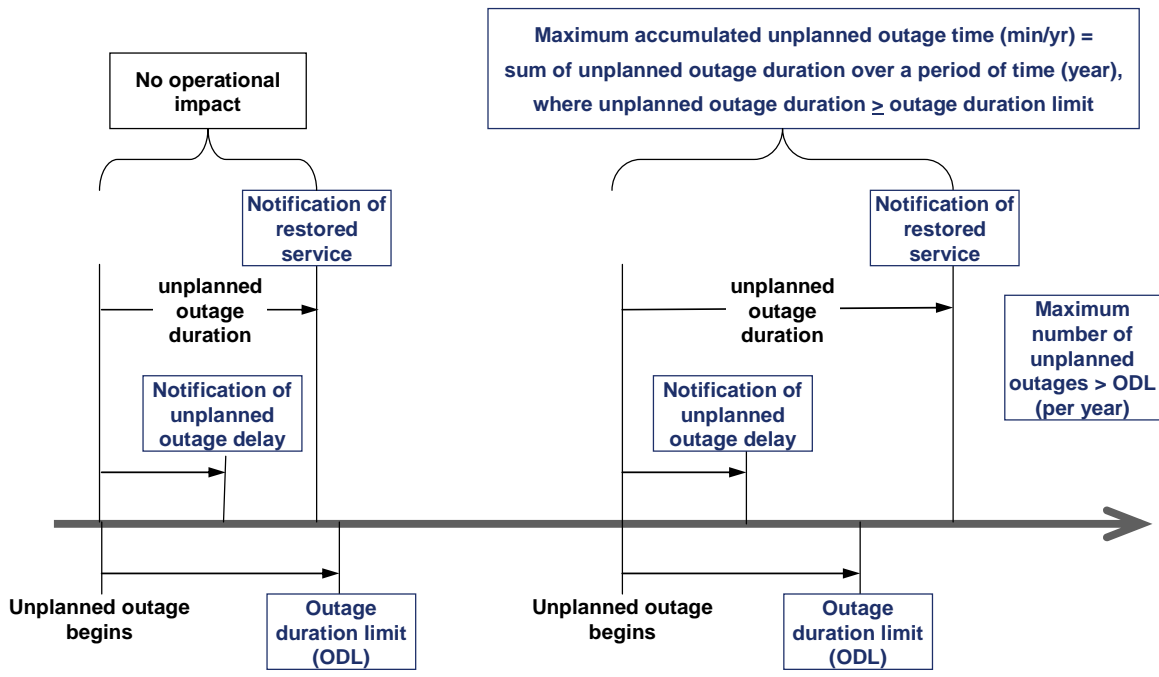 No operational
impact
Maximum accumulated unplanned outage time (min/yr) =
sum of unplanned outage duration over a period of time (year),
where unplanned outage duration ≥ outage duration limit
Notification of
restored
service
unplanned
outage
duration
Notification of
unplanned
outage delay
Unplanned outage
begins
Outage
duration limit
(ODL)
Notification of
restored
service
unplanned
outage
duration
Notification of
unplanned
outage delay
Maximum
number of
unplanned
outages > ODL
(per year)
Unplanned outage
begins
Outage
duration limit
(ODL)